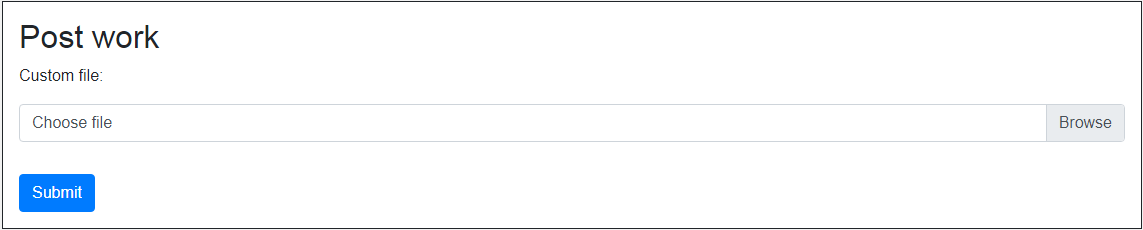 Post work
Custom file:
Choose file Browse
Submit